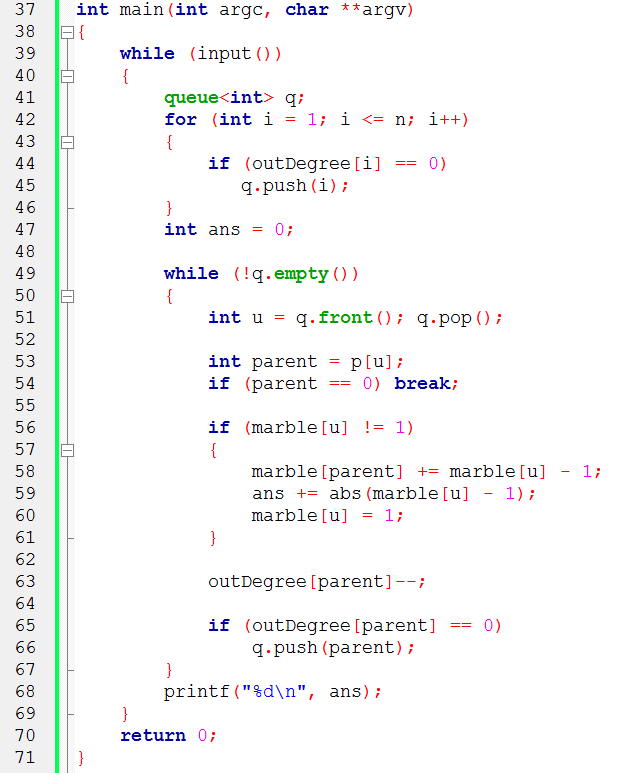 37 int main(int argc, char **argv)
38 {
39     while (input())
40     {
41         queue<int> q;
42         for (int i = 1; i <= n; i++)
43         {
44             if (outDegree[i] == 0)
45                q.push(i);
46         }
47         int ans = 0;
48
49         while (!q.empty())
50         {
51             int u = q.front(); q.pop();
52
53             int parent = p[u];
54             if (parent == 0) break;
55
56             if (marble[u] != 1)
57             {
58                 marble[parent] += marble[u] - 1;
59                 ans += abs(marble[u] - 1);
60                 marble[u] = 1;
61             }
62
63             outDegree[parent]--;
64
65             if (outDegree[parent] == 0)
66                 q.push(parent);
67         }
68         printf("%d\n", ans);
69     }
70     return 0;
71 }